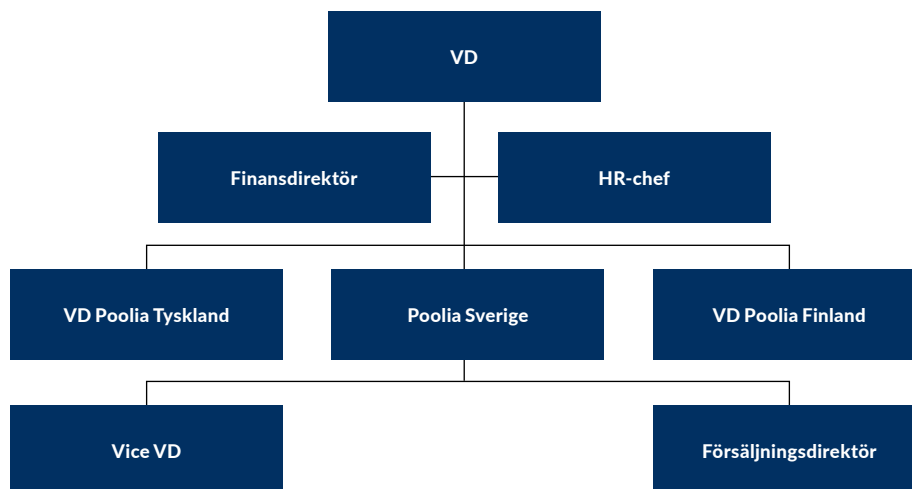 VD
Finansdirektör
HR-chef
VD Poolia Tyskland
Poolia Sverige
VD Poolia Finland
Vice VD
Försäljningsdirektör